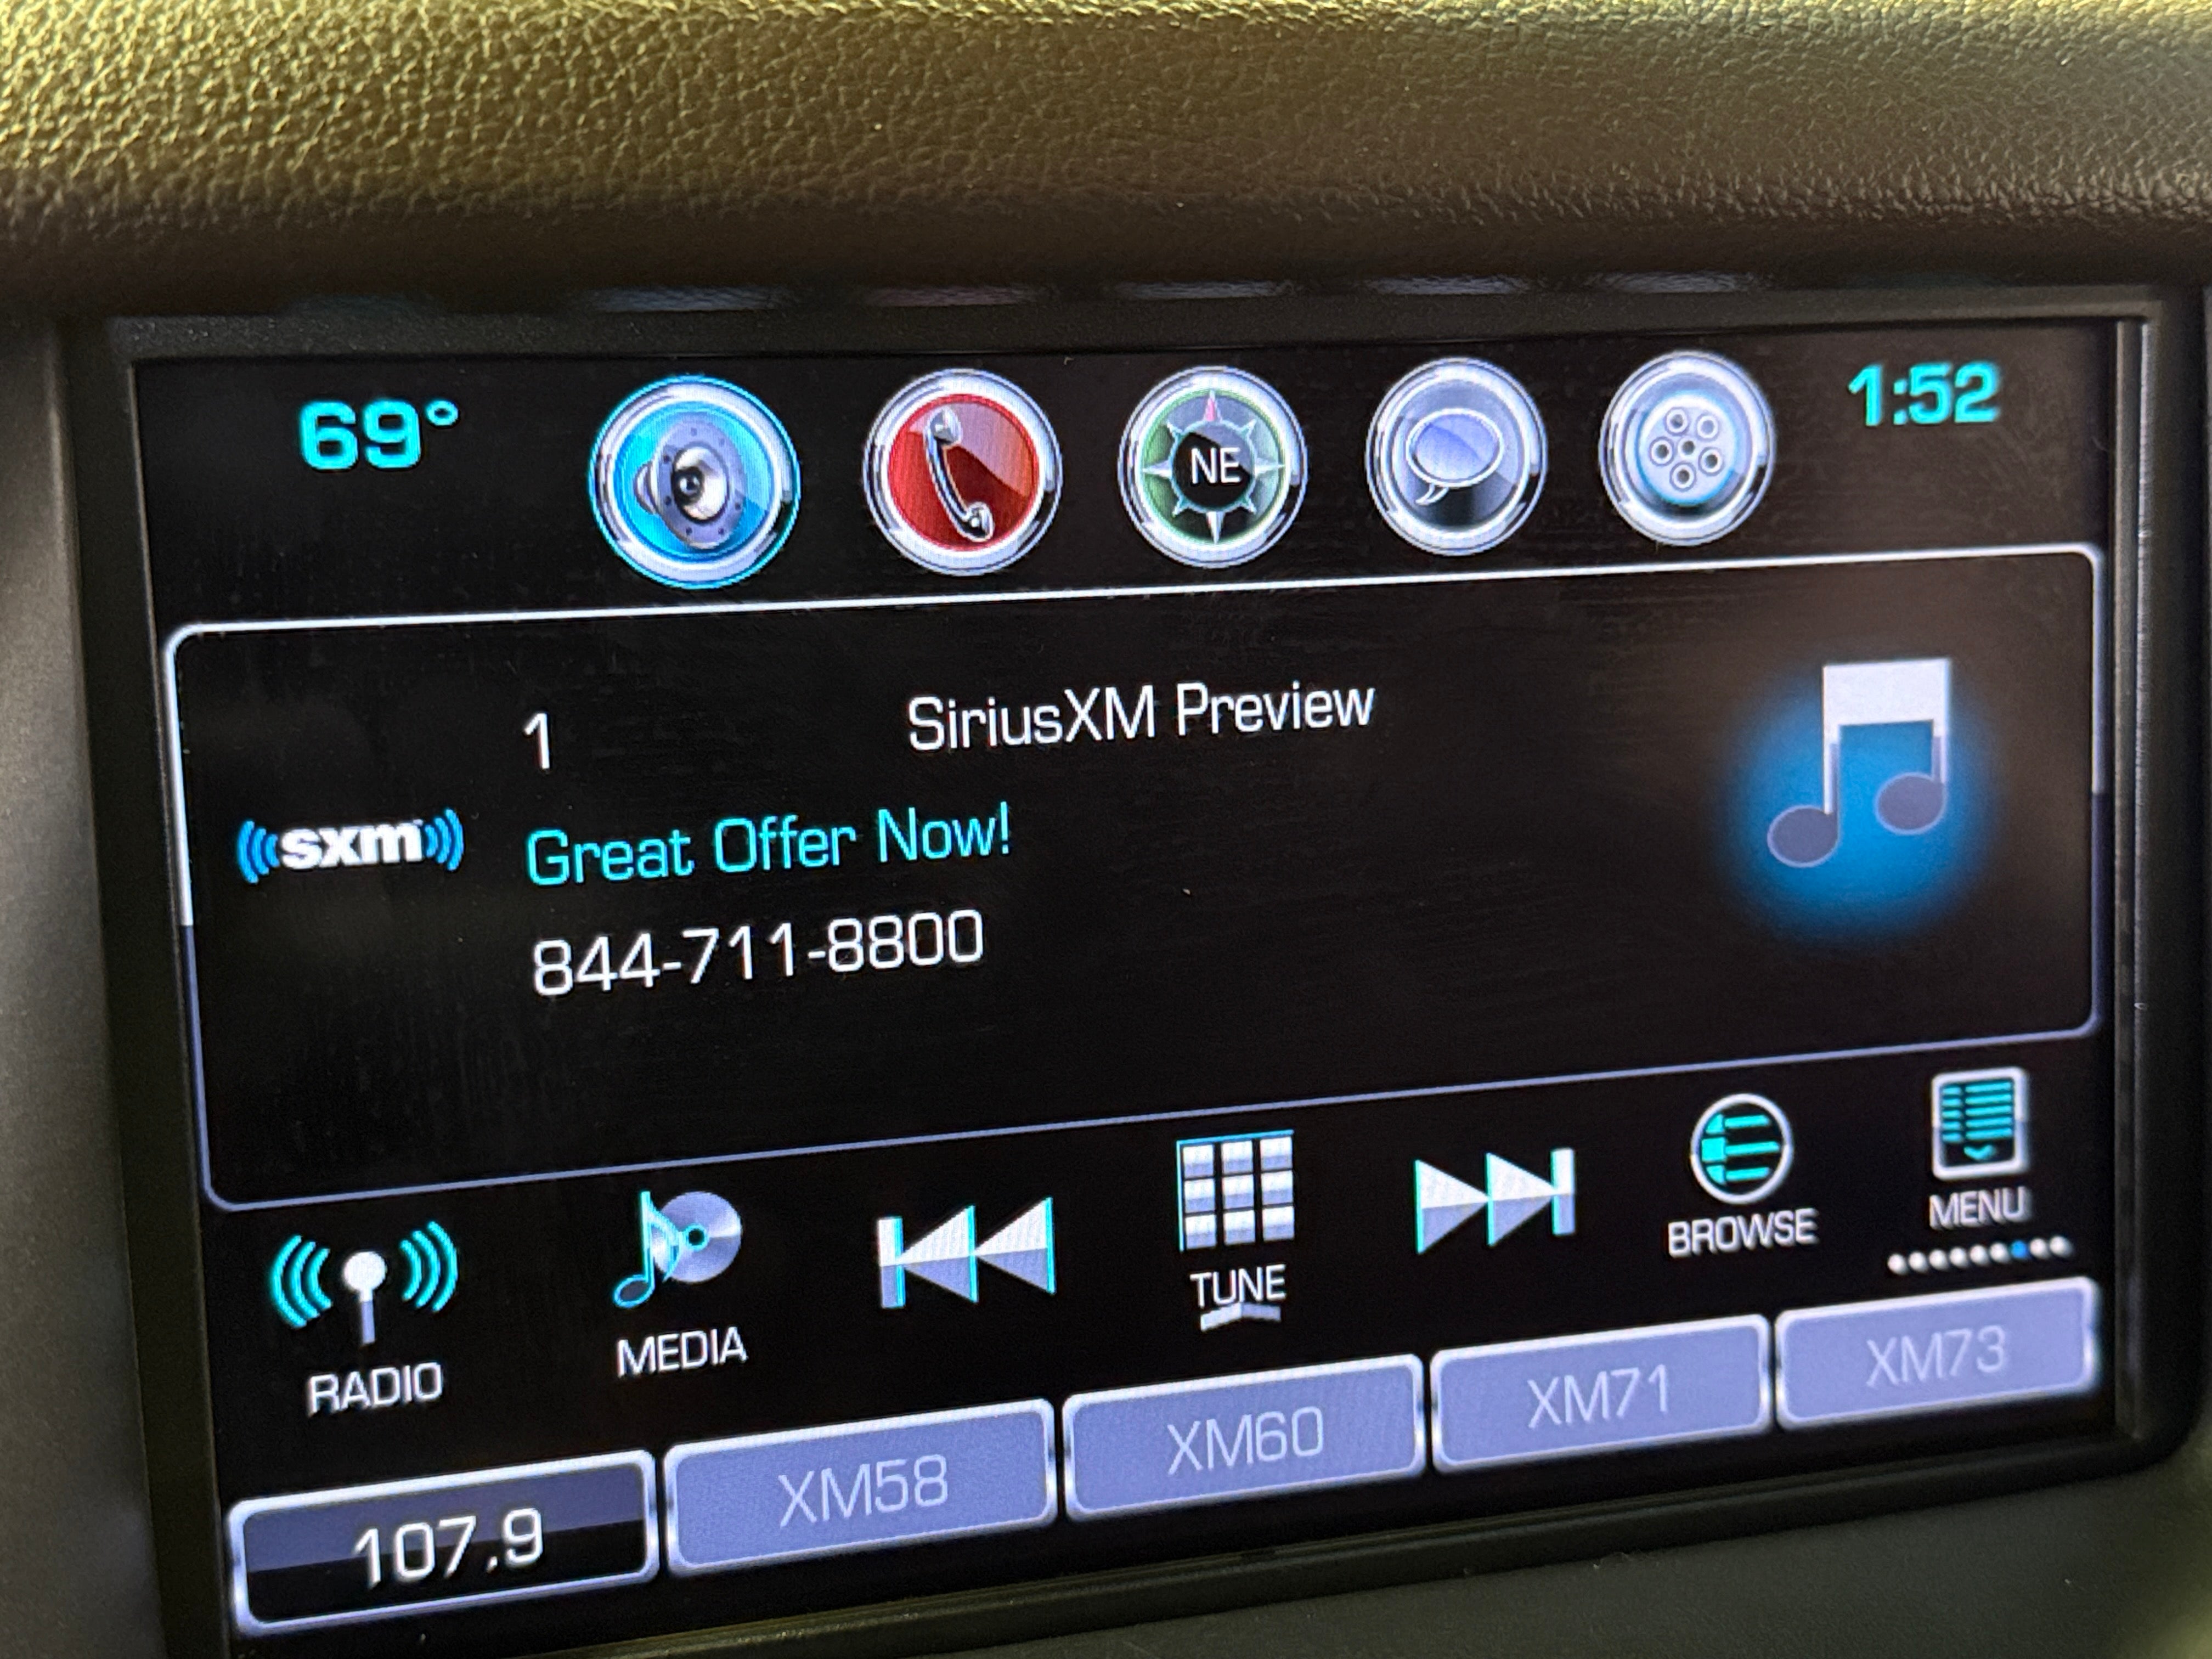 69° NE 1:52
1 SiriusXM Preview
sxm
Great Offer Now!
844-711-8800
RADIO MEDIA TUNE BROWSE MENU
107.9 XM58 XM60 XM71 XM73